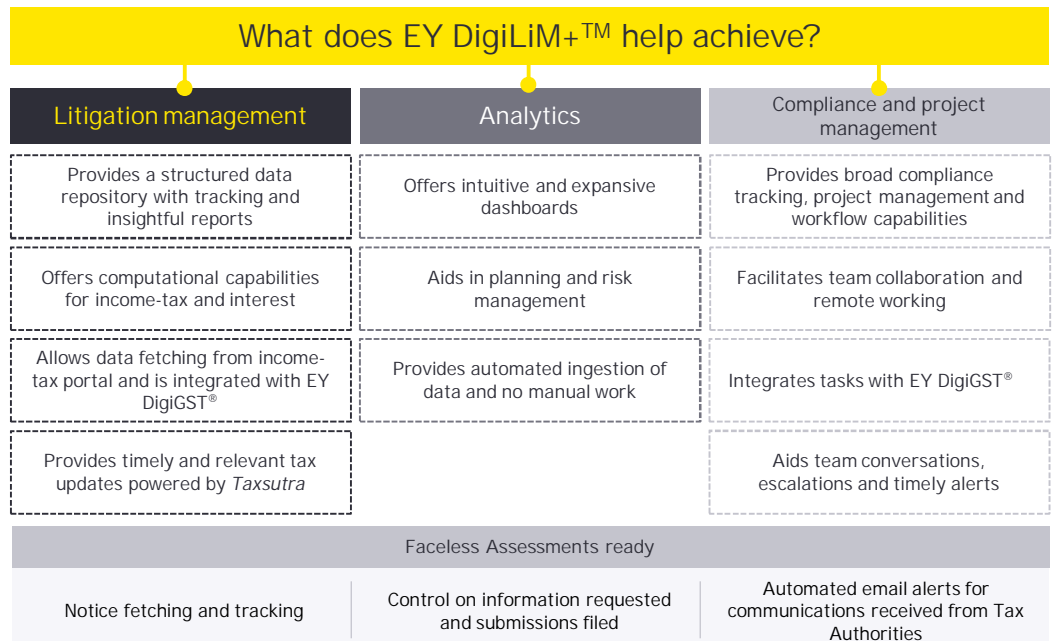 What does EY DigiLiM+™ help achieve?
Litigation management
Provides a structured data
repository with tracking and
insightful reports
Offers computational capabilities
for income-tax and interest
Allows data fetching from income-
tax portal and is integrated with EY
DigiGST®
Provides timely and relevant tax
updates powered by Taxsutra
Analytics
Offers intuitive and expansive
dashboards
Aids in planning and risk
management
Provides automated ingestion of
data and no manual work
Compliance and project
management
Provides broad compliance
tracking, project management and
workflow capabilities
Facilitates team collaboration and
remote working
Integrates tasks with EY DigiGST®
Aids team conversations,
escalations and timely alerts
Faceless Assessments ready
Notice fetching and tracking
Control on information requested
and submissions filed
Automated email alerts for
communications received from Tax
Authorities